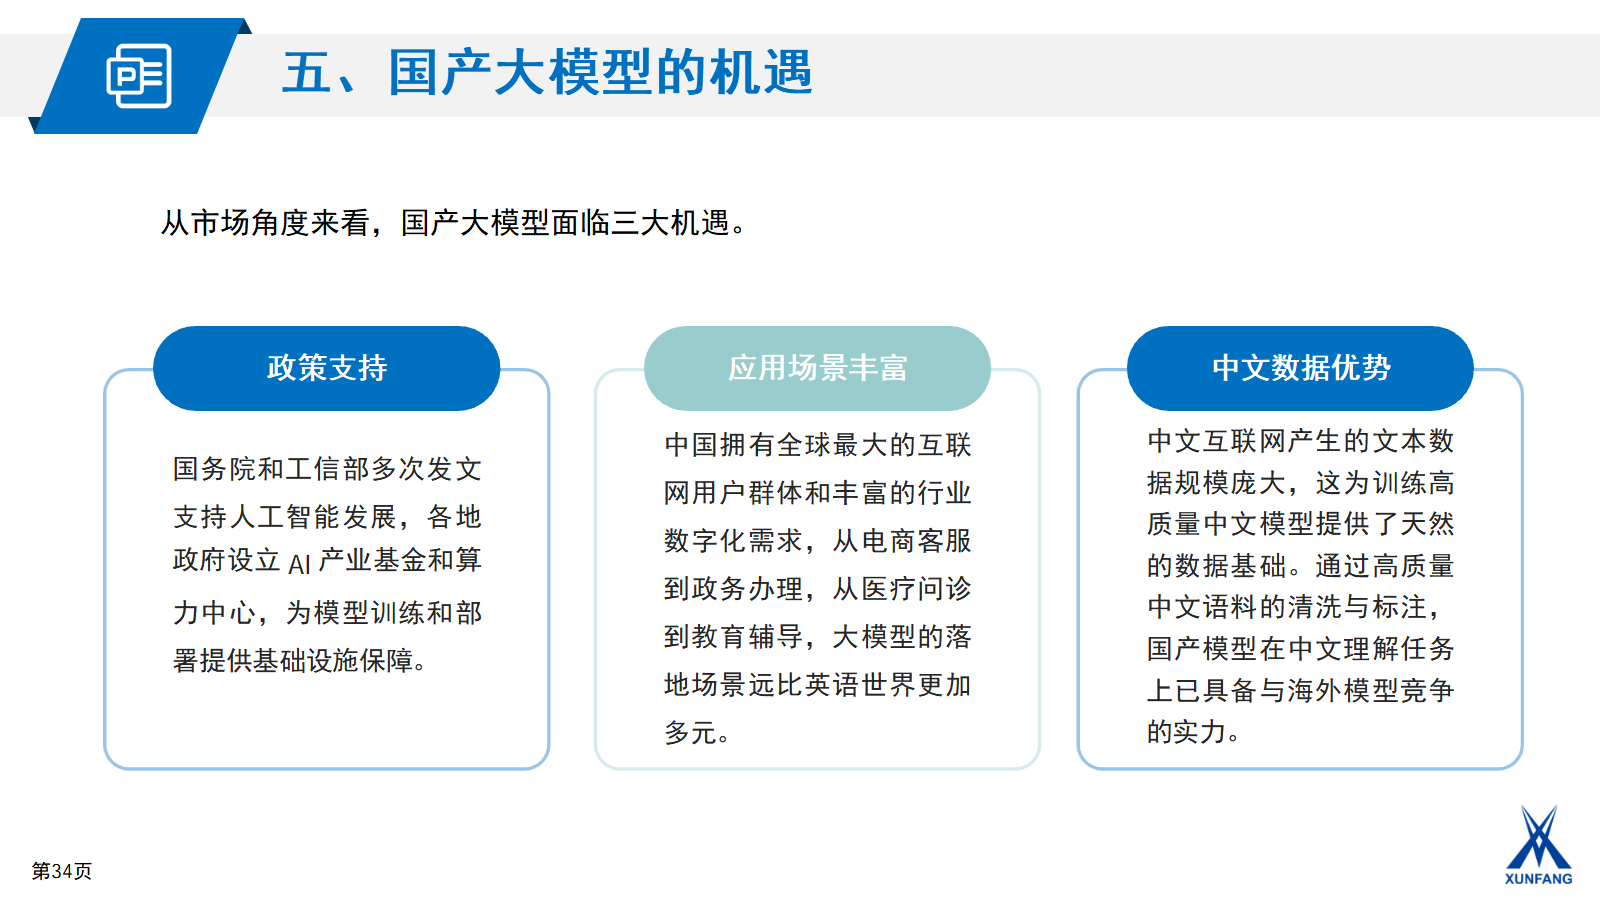 五、国产大模型的机遇
从市场角度来看，国产大模型面临三大机遇。
政策支持
国务院和工信部多次发文
支持人工智能发展，各地
政府设立 AI 产业基金和算
力中心，为模型训练和部
署提供基础设施保障。
应用场景丰富
中国拥有全球最大的互联
网用户群体和丰富的行业
数字化需求，从电商客服
到政务办理，从医疗问诊
到教育辅导，大模型的落
地场景远比英语世界更加
多元。
中文数据优势
中文互联网产生的文本数
据规模庞大，这为训练高
质量中文模型提供了天然
的数据基础。通过高质量
中文语料的清洗与标注，
国产模型在中文理解任务
上已具备与海外模型竞争
的实力。
第34页
XUNFANG